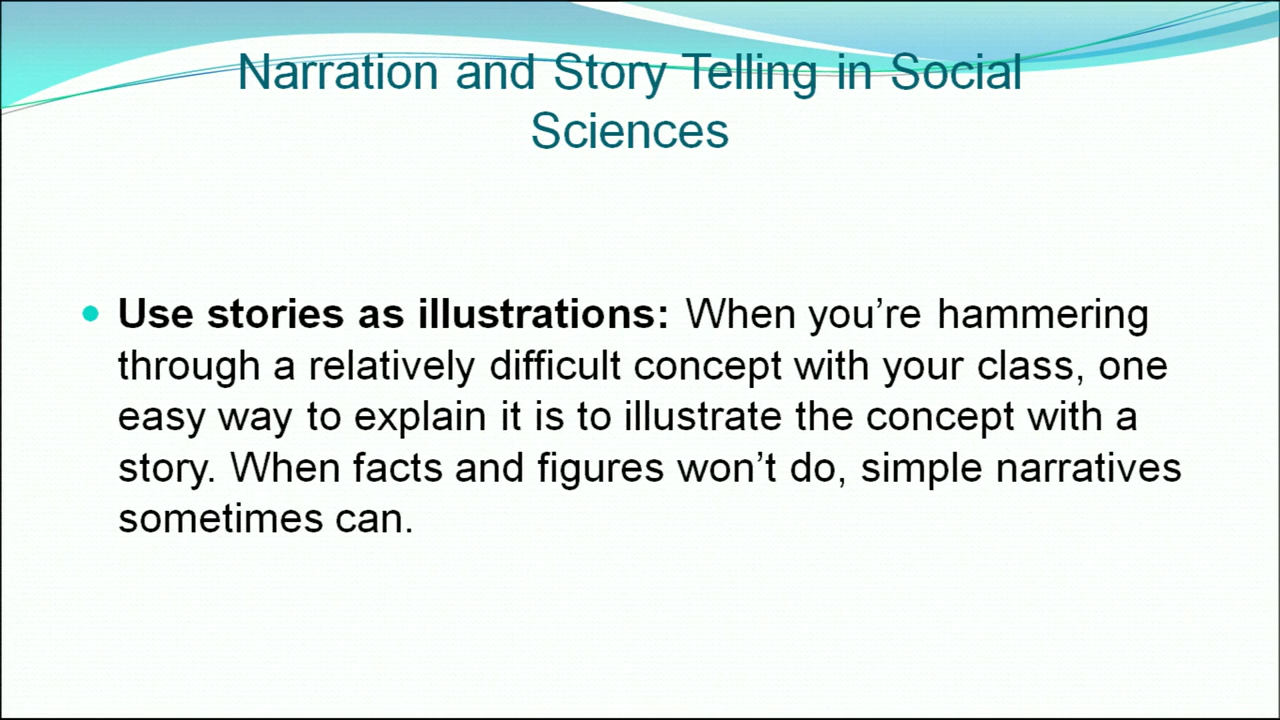 Narration and Story Telling in Social
Sciences
• Use stories as illustrations: When you’re hammering
through a relatively difficult concept with your class, one
easy way to explain it is to illustrate the concept with a
story. When facts and figures won’t do, simple narratives
sometimes can.